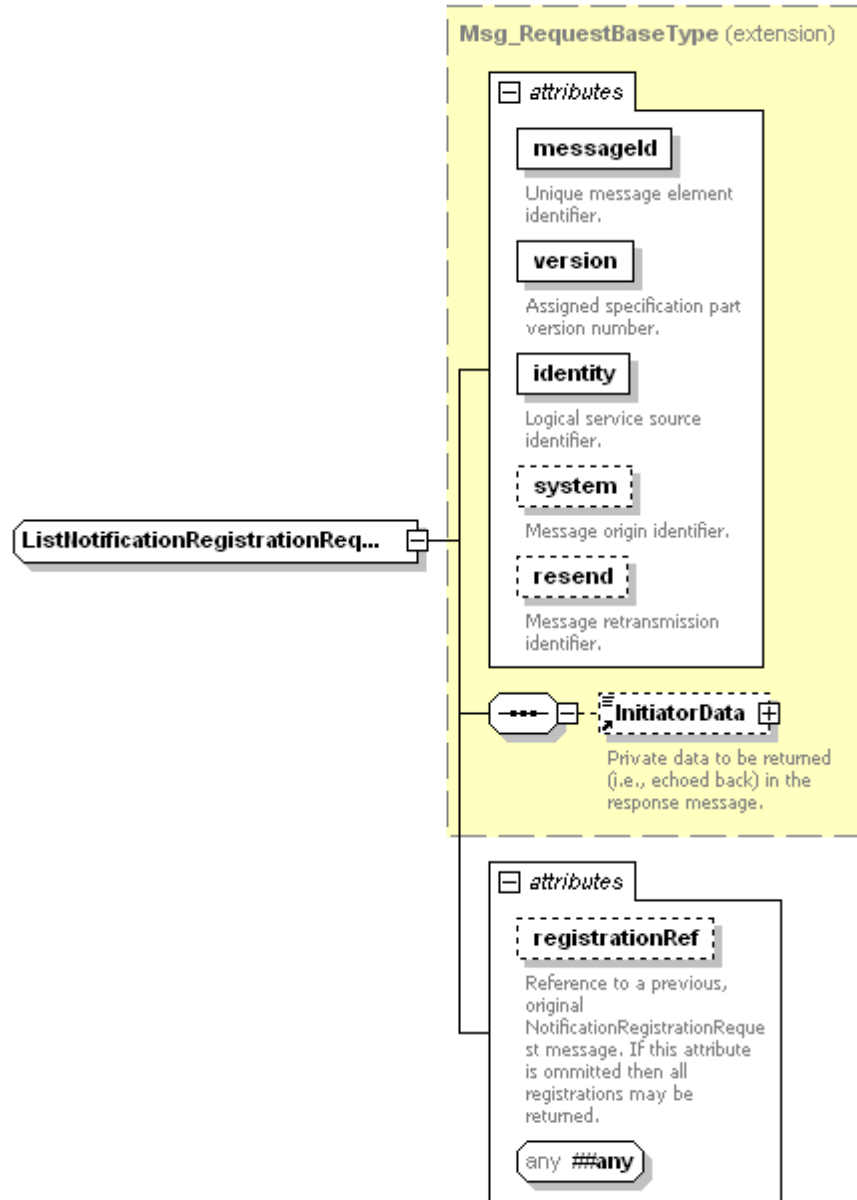 Msg_RequestBaseType (extension)
attributes
messageId
Unique message element
identifier.
version
Assigned specification part
version number.
identity
Logical service source
identifier.
system
Message origin identifier.
resend
Message retransmission
identifier.
ListNotificationRegistrationReq...
InitiatorData
Private data to be returned
(i.e., echoed back) in the
response message.
attributes
registrationRef
Reference to a previous,
original
NotificationRegistrationReque
st message. If this attribute
is ommitted then all
registrations may be
returned.
any ##any